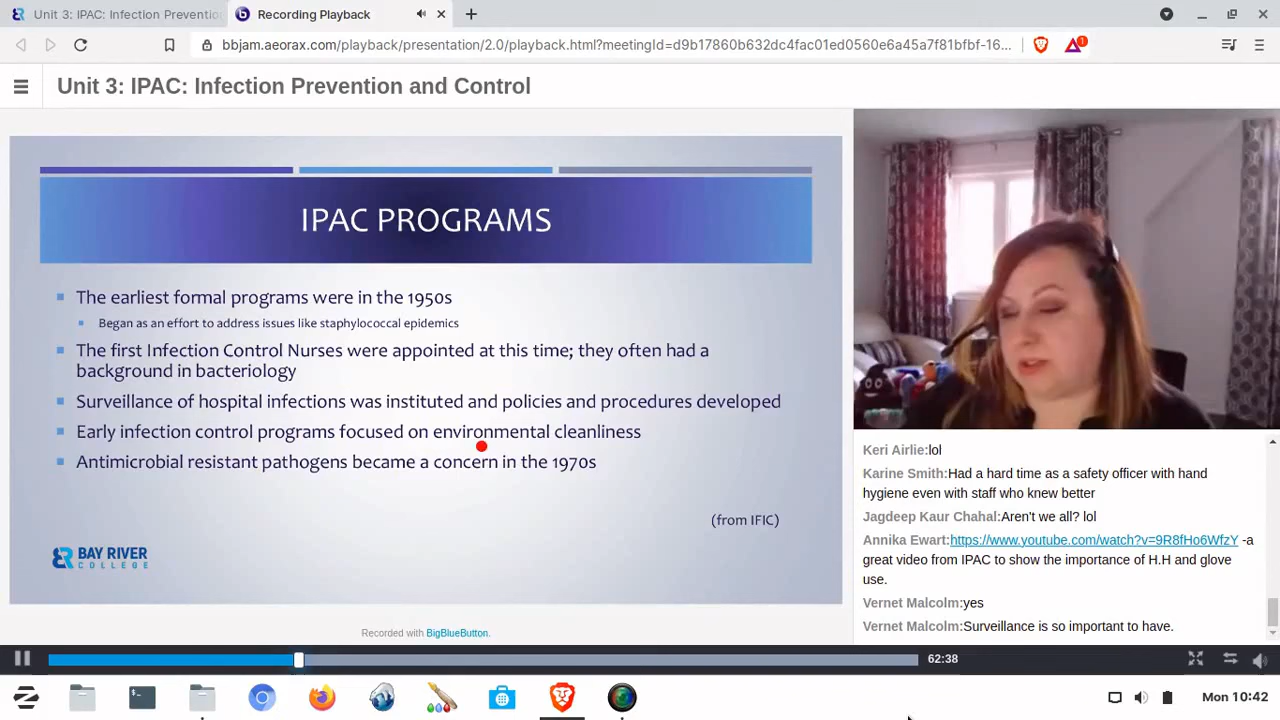 Unit 3: IPAC: Infection Preventio
Recording Playback
bbjam.aeorax.com/playback/presentation/2.0/playback.html?meetingId=d9b17860b632dc4fac01ed0560e6a45a7f81bfbf-16...
1
Unit 3: IPAC: Infection Prevention and Control
IPAC PROGRAMS
The earliest formal programs were in the 1950s
Began as an effort to address issues like staphylococcal epidemics
The first Infection Control Nurses were appointed at this time; they often had a
background in bacteriology
Surveillance of hospital infections was instituted and policies and procedures developed
Early infection control programs focused on environmental cleanliness
Antimicrobial resistant pathogens became a concern in the 1970s
(from IFIC)
BAY RIVER
COLLEGE
Recorded with BigBlueButton.
Keri Airlie:lol
Karine Smith:Had a hard time as a safety officer with hand
hygiene even with staff who knew better
Jagdeep Kaur Chahal:Aren't we all? lol
Annika Ewart:https://www.youtube.com/watch?v=9R8fHo6WfzY -a
great video from IPAC to show the importance of H.H and glove
use.
Vernet Malcolm:yes
Vernet Malcolm:Surveillance is so important to have.
62:38
Mon 10:42